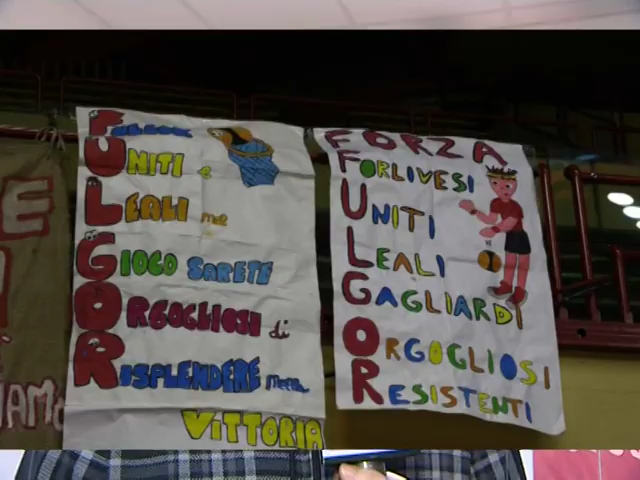 FULGOR
UNITI e
LEALI nel
GIOCO SARETE
ORGOGLIOSI di
RISPLENDERE nella
VITTORIA
FORZA
FORLIVESI
UNITI
LEALI
GAGLIARDI
ORGOGLIOSI
RESISTENTI